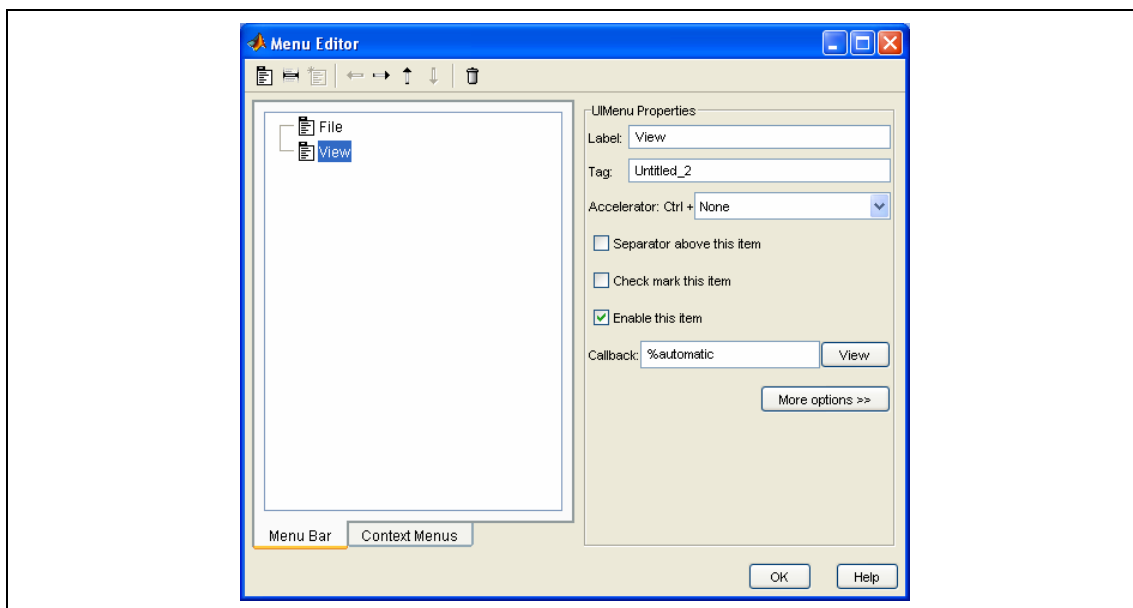 Menu Editor
File
View
UIMenu Properties
Label: View
Tag: Untitled_2
Accelerator: Ctrl + None
Separator above this item
Check mark this item
Enable this item
Callback: %automatic View
More options >>
Menu Bar Context Menus
OK Help